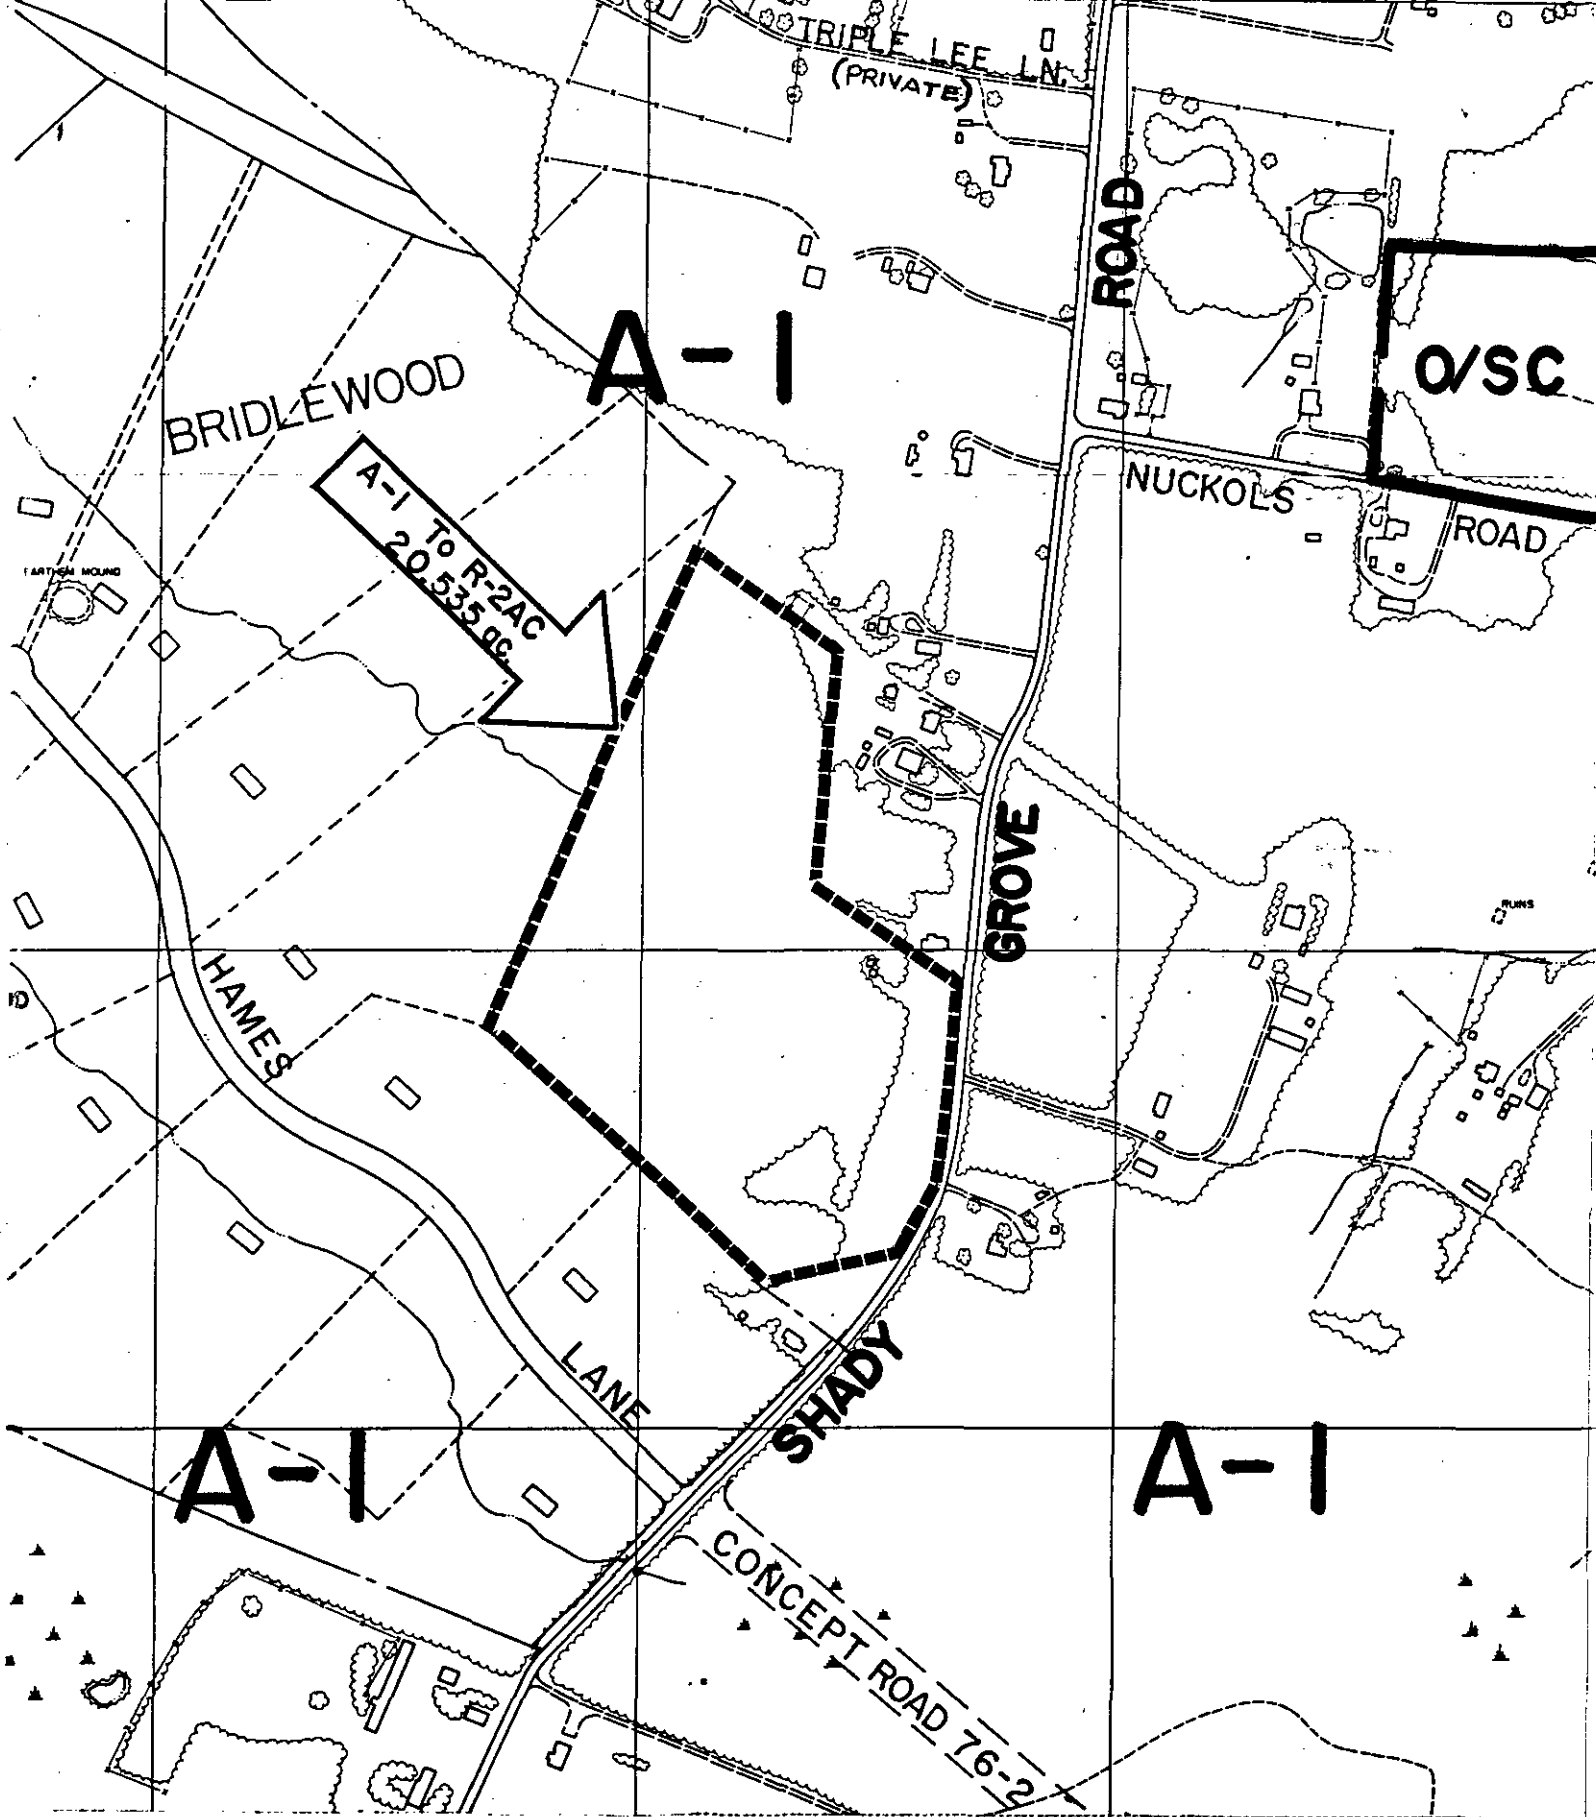 TRIPLE LEE LN.
(PRIVATE)
ROAD
O/SC
A-1
BRIDLEWOOD
NUCKOLS
ROAD
A-1 To R-2AC
20.535 ac.
EARTHEN MOUND
GROVE
RUINS
HAMES
SHADY
LANE
A-1
A-1
CONCEPT ROAD 76-2